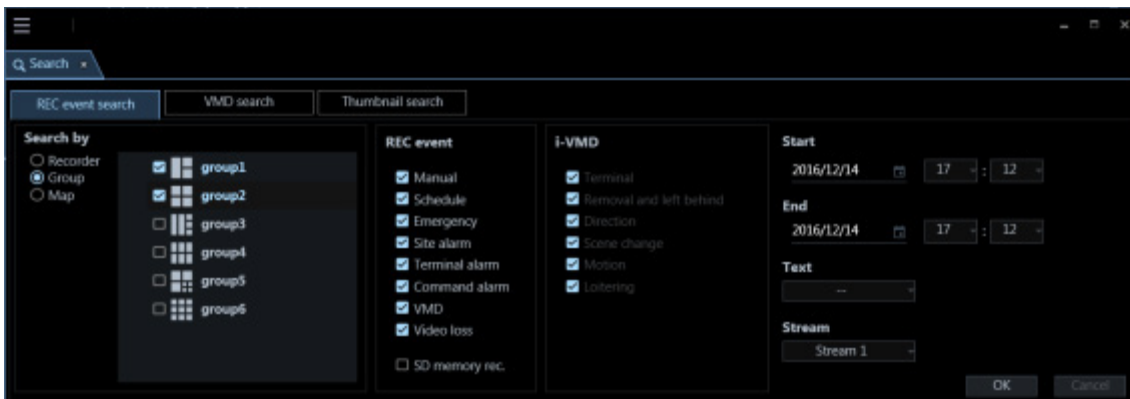 Search ×
REC event search
VMD search
Thumbnail search
Search by
Recorder
Group
Map
group1
group2
group3
group4
group5
group6
REC event
Manual
Schedule
Emergency
Site alarm
Terminal alarm
Command alarm
VMD
Video loss
SD memory rec.
i-VMD
Terminal
Removal and left behind
Direction
Scene change
Motion
Loitering
Start
2016/12/14 17 : 12
End
2016/12/14 17 : 12
Text
--
Stream
Stream 1
OK
Cancel